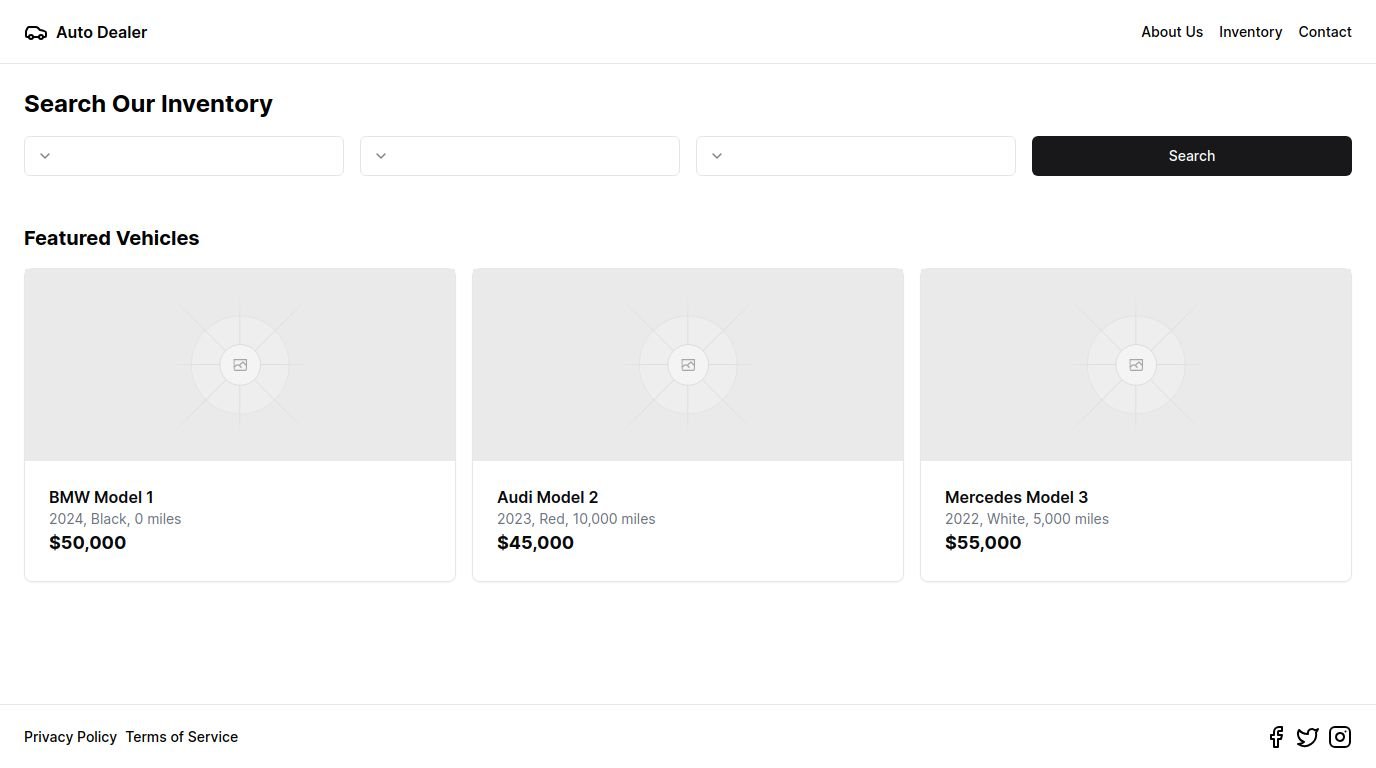 Auto Dealer
About Us Inventory Contact
Search Our Inventory
Search
Featured Vehicles
BMW Model 1
2024, Black, 0 miles
$50,000
Audi Model 2
2023, Red, 10,000 miles
$45,000
Mercedes Model 3
2022, White, 5,000 miles
$55,000
Privacy Policy Terms of Service